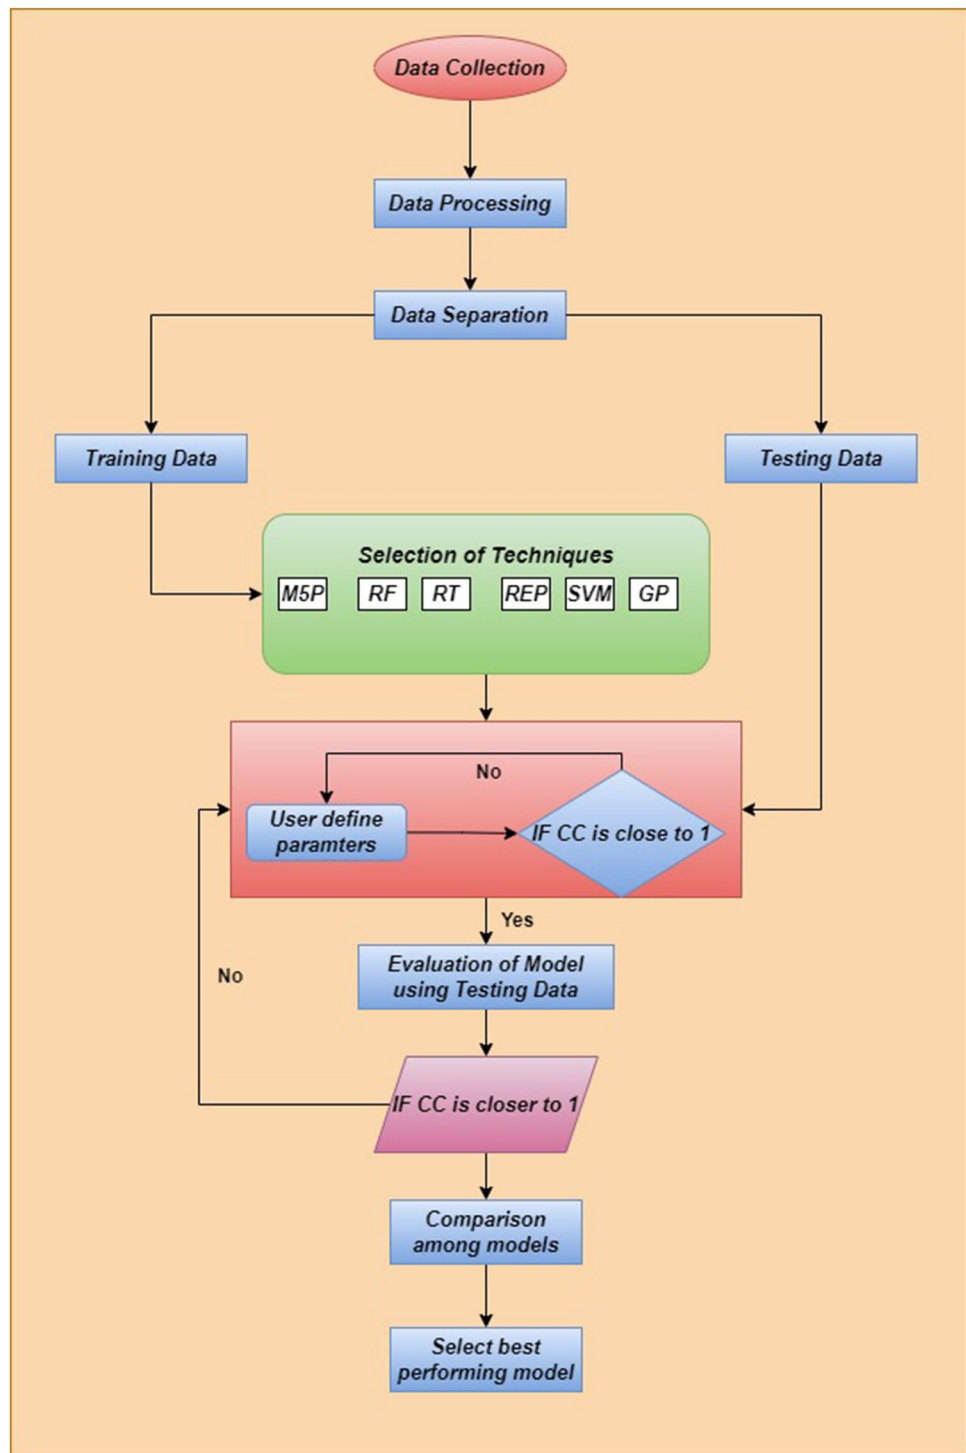 Data Collection
Data Processing
Data Separation
Training Data
Testing Data
Selection of Techniques
M5P RF RT REP SVM GP
No
User define
paramters
IF CC is close to 1
Yes
Evaluation of Model
using Testing Data
No
IF CC is closer to 1
Comparison
among models
Select best
performing model